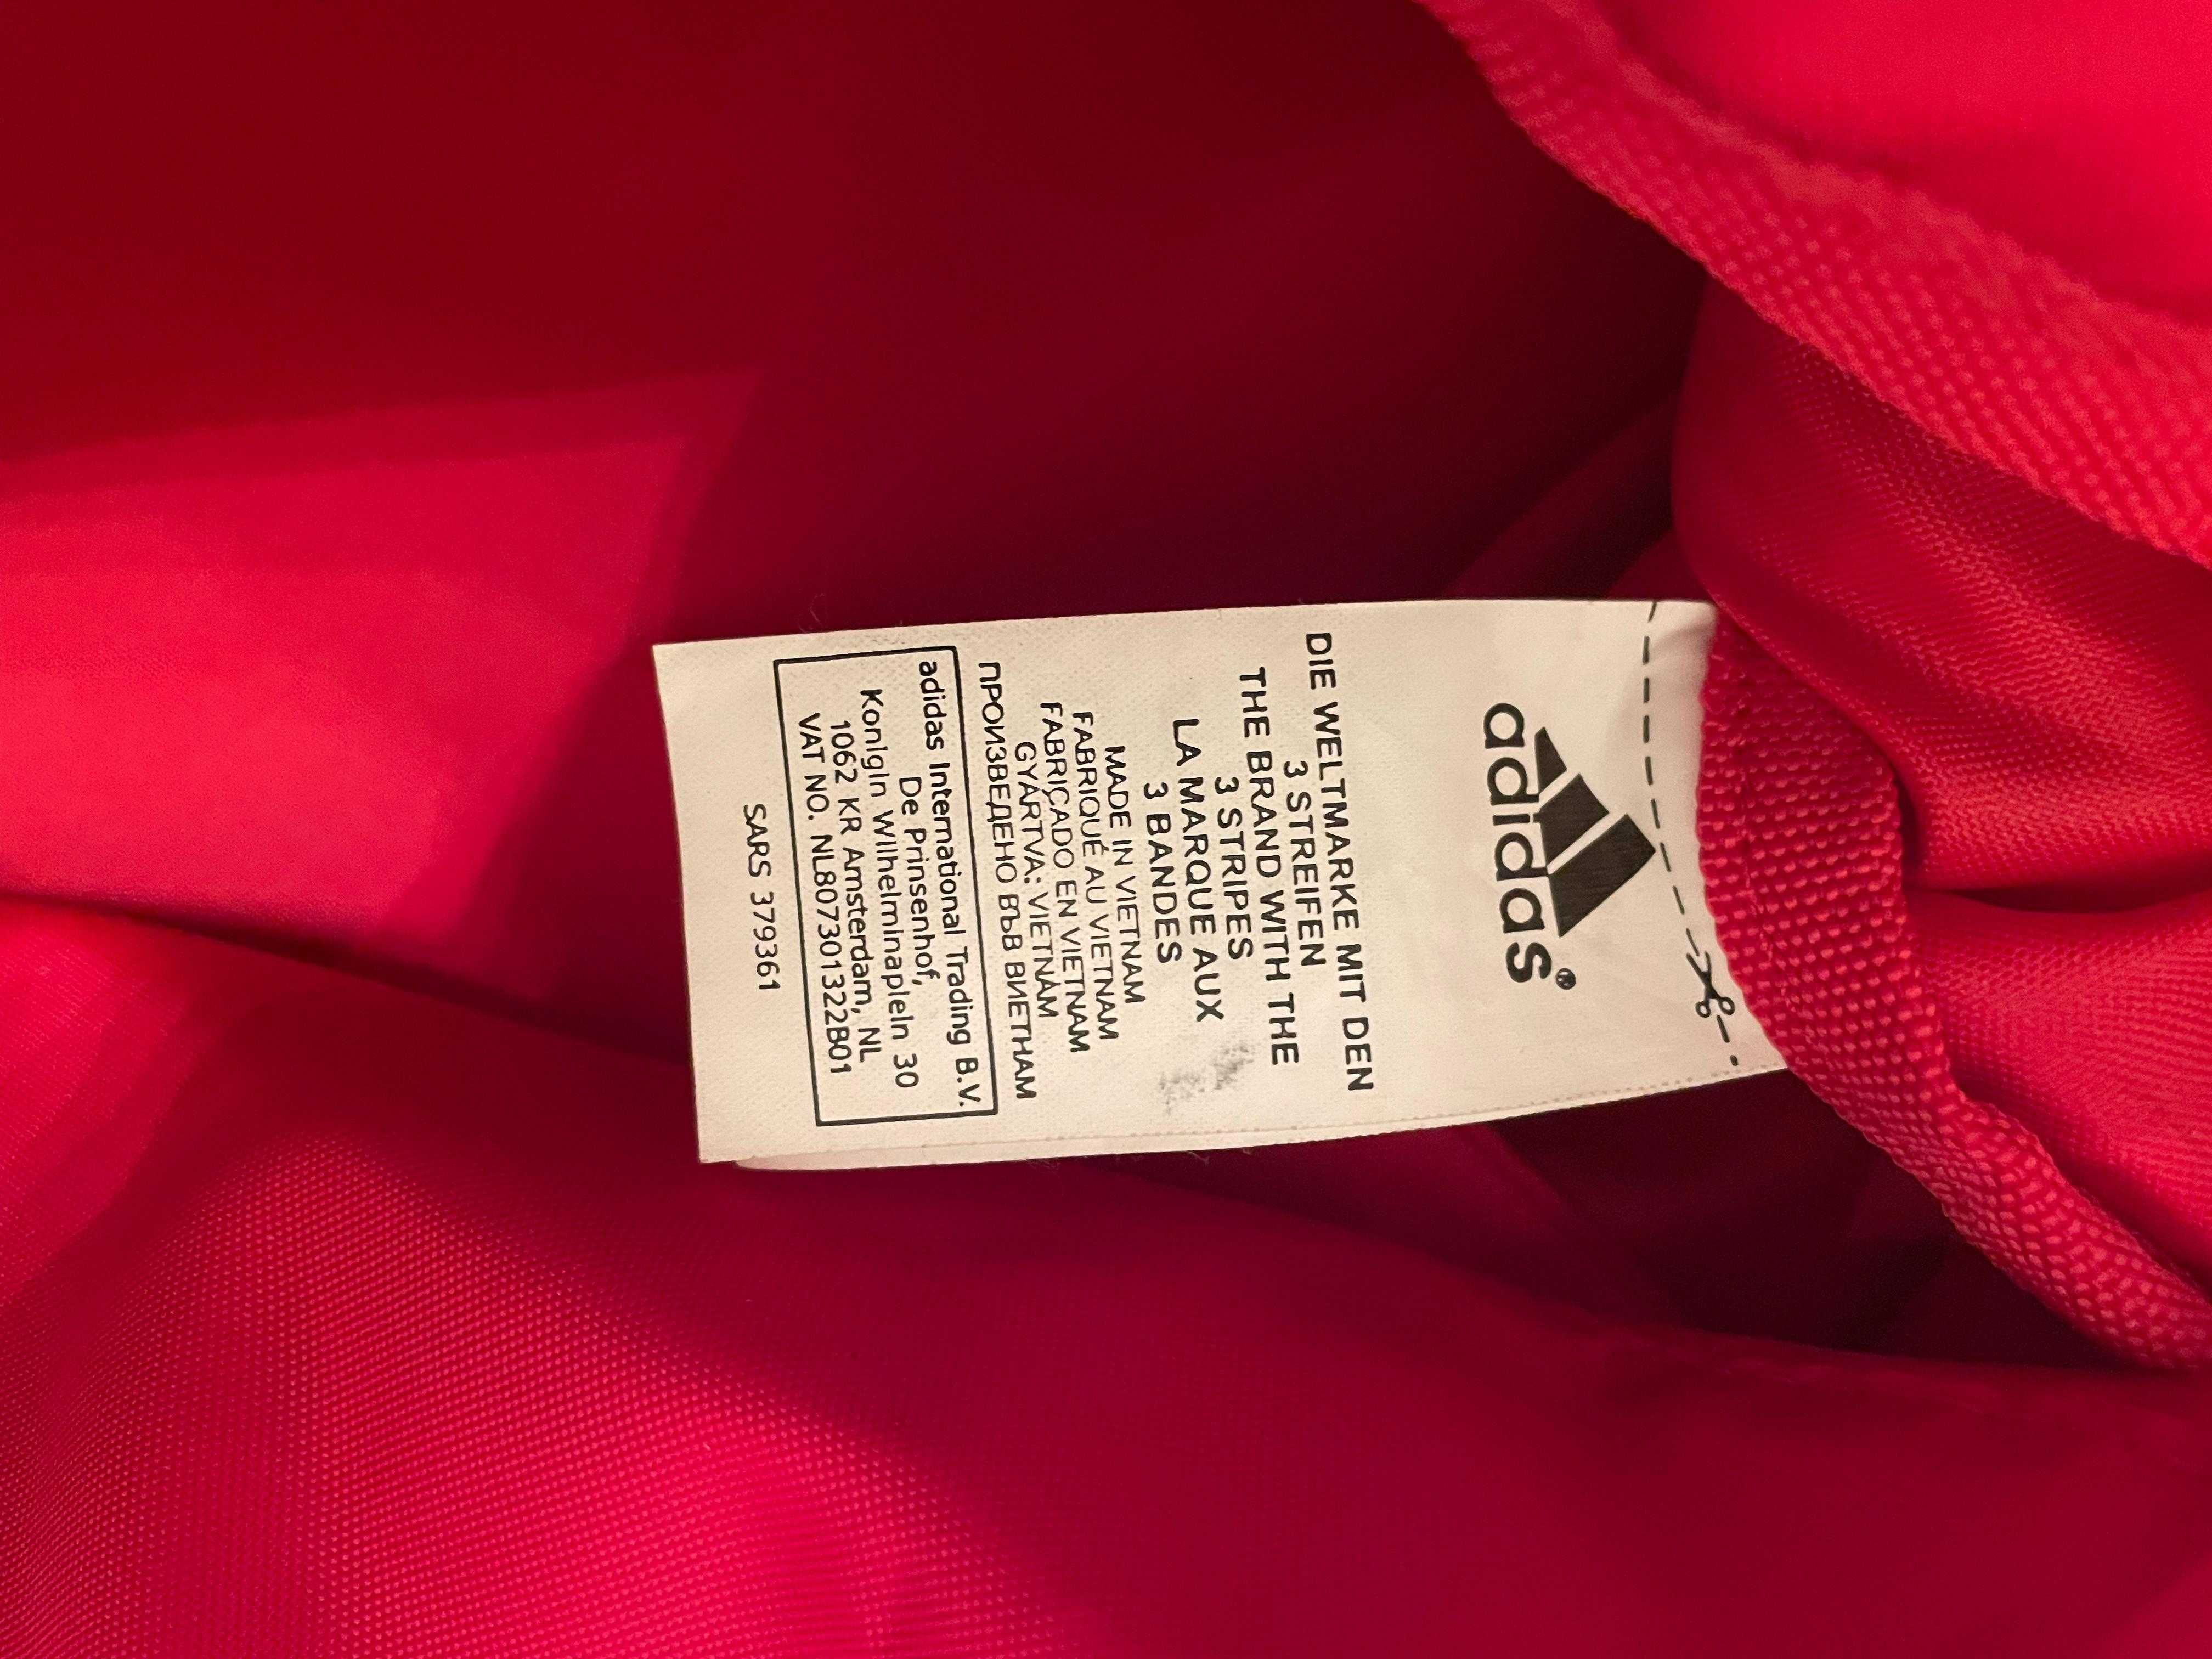 adidas®
DIE WELTMARKE MIT DEN
3 STREIFEN
THE BRAND WITH THE
3 STRIPES
LA MARQUE AUX
3 BANDES
MADE IN VIETNAM
FABRIQUÉ AU VIETNAM
FABRIÇADO EN VIETNAM
GYÁRTVA: VIETNÁM
ПРОИЗВЕДЕНО ВЪВ ВИЕТНАМ
adidas International Trading B.V.
De Prinsenhof,
Koningin Wilhelminaplein 30
1062 KR Amsterdam, NL
VAT NO. NL807301322B01
SARS 379361